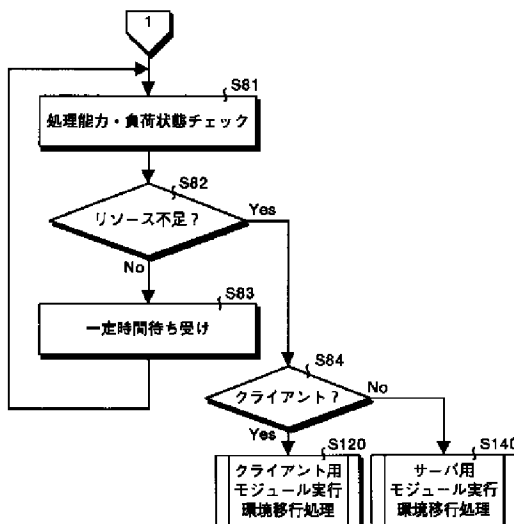 1
S81
処理能力・負荷状態チェック
S82
リソース不足?
Yes
No
S83
一定時間待ち受け
S84
クライアント?
No
Yes
S120
クライアント用
モジュール実行
環境移行処理
S140
サーバ用
モジュール実行
環境移行処理